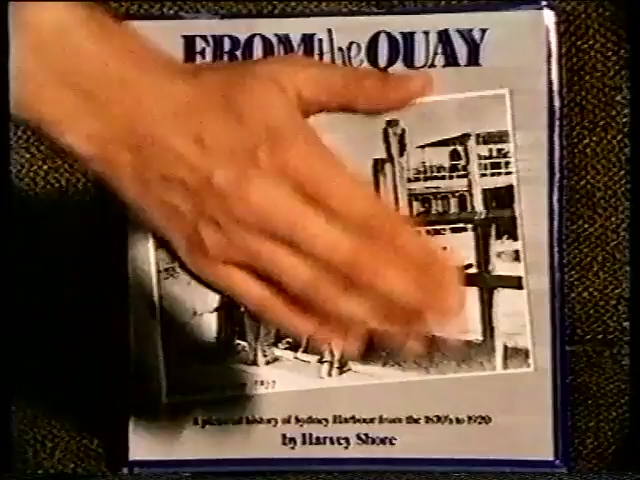 FROM the QUAY
A pictorial history of Sydney Harbour from the 1870's to 1920
by Harvey Shore